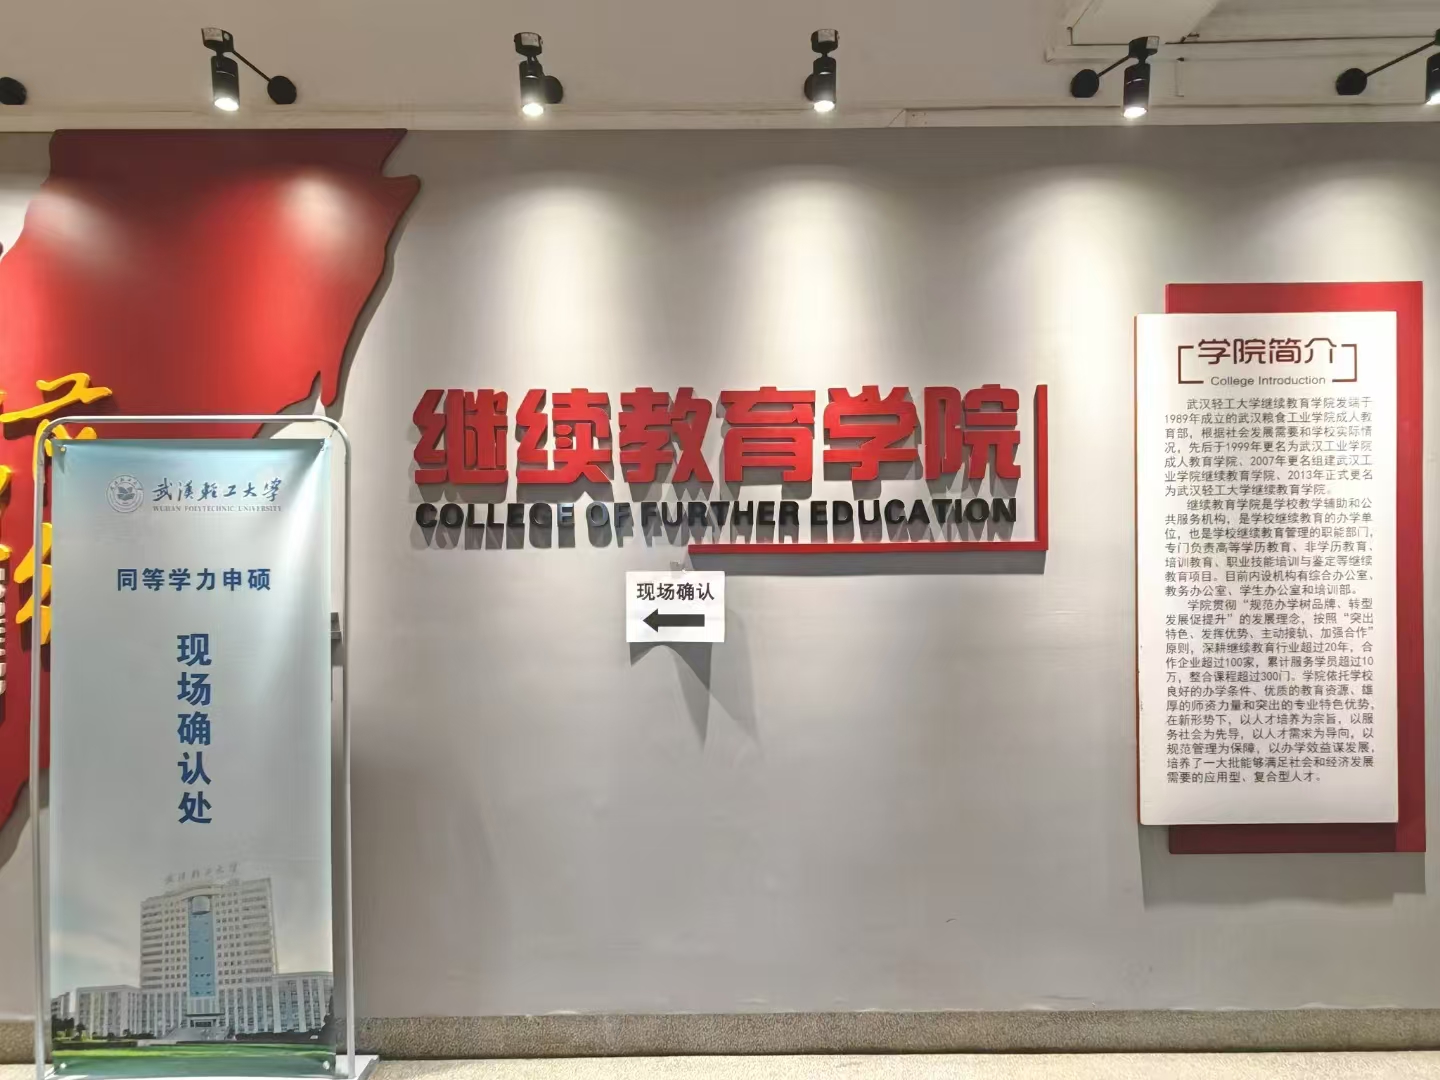 武汉轻工大学
WUHAN POLYTECHNIC UNIVERSITY
同等学力申硕
现场确认处
武汉轻工大学
继续教育学院
COLLEGE OF FURTHER EDUCATION
现场确认
学院简介
College Introduction
武汉轻工大学继续教育学院发端于
1989年成立的武汉粮食工业学院成人教
育部，根据社会发展需要和学校实际情
况，先后于1999年更名为武汉工业学院
成人教育学院、2007年更名组建武汉工
业学院继续教育学院、2013年正式更名
为武汉轻工大学继续教育学院。
继续教育学院是学校教学辅助和公
共服务机构，是学校继续教育的办学单
位，也是学校继续教育管理的职能部门，
专门负责高等学历教育、非学历教育、
培训教育、职业技能培训与鉴定等继续
教育项目。目前内设机构有综合办公室、
教务办公室、学生办公室和培训部。
学院贯彻“规范办学树品牌、转型
发展促提升”的发展理念，按照“突出
特色、发挥优势、主动接轨、加强合作”
原则，深耕继续教育行业超过20年，合
作企业超过100家，累计服务学员超过10
万，整合课程超过300门。学院依托学校
良好的办学条件、优质的教育资源、雄
厚的师资力量和突出的专业特色优势，
在新形势下，以人才培养为宗旨，以服
务社会为先导，以人才需求为导向，以
规范管理为保障，以办学效益谋发展，
培养了一大批能够满足社会和经济发展
需要的应用型、复合型人才。